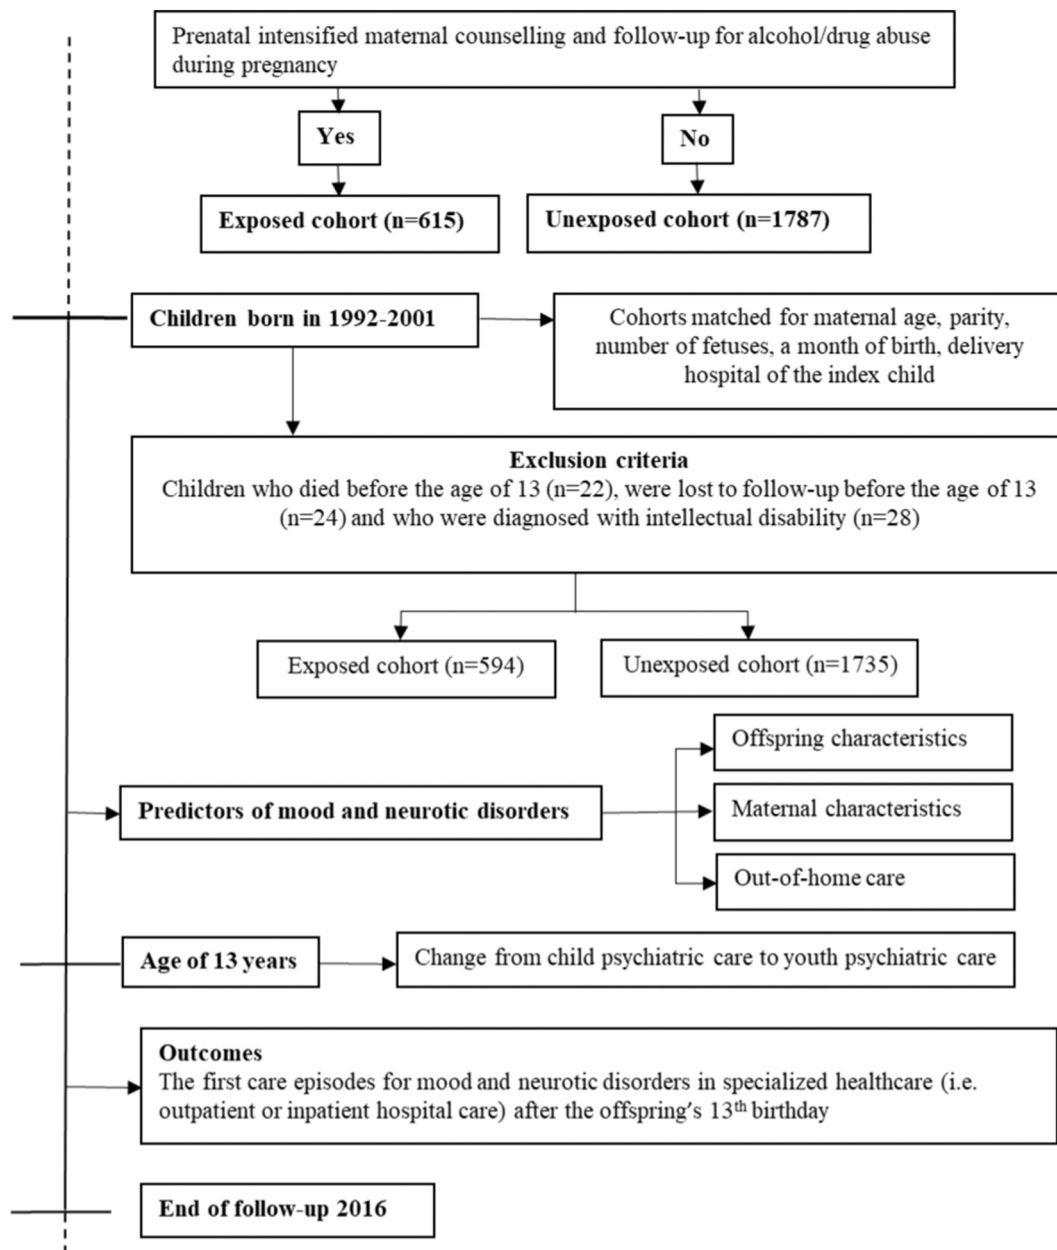 Prenatal intensified maternal counselling and follow-up for alcohol/drug abuse
during pregnancy
Yes
No
Exposed cohort (n=615)
Unexposed cohort (n=1787)
Children born in 1992-2001
Cohorts matched for maternal age, parity,
number of fetuses, a month of birth, delivery
hospital of the index child
Exclusion criteria
Children who died before the age of 13 (n=22), were lost to follow-up before the age of 13
(n=24) and who were diagnosed with intellectual disability (n=28)
Exposed cohort (n=594)
Unexposed cohort (n=1735)
Offspring characteristics
Predictors of mood and neurotic disorders
Maternal characteristics
Out-of-home care
Age of 13 years
Change from child psychiatric care to youth psychiatric care
Outcomes
The first care episodes for mood and neurotic disorders in specialized healthcare (i.e.
outpatient or inpatient hospital care) after the offspring's 13th birthday
End of follow-up 2016